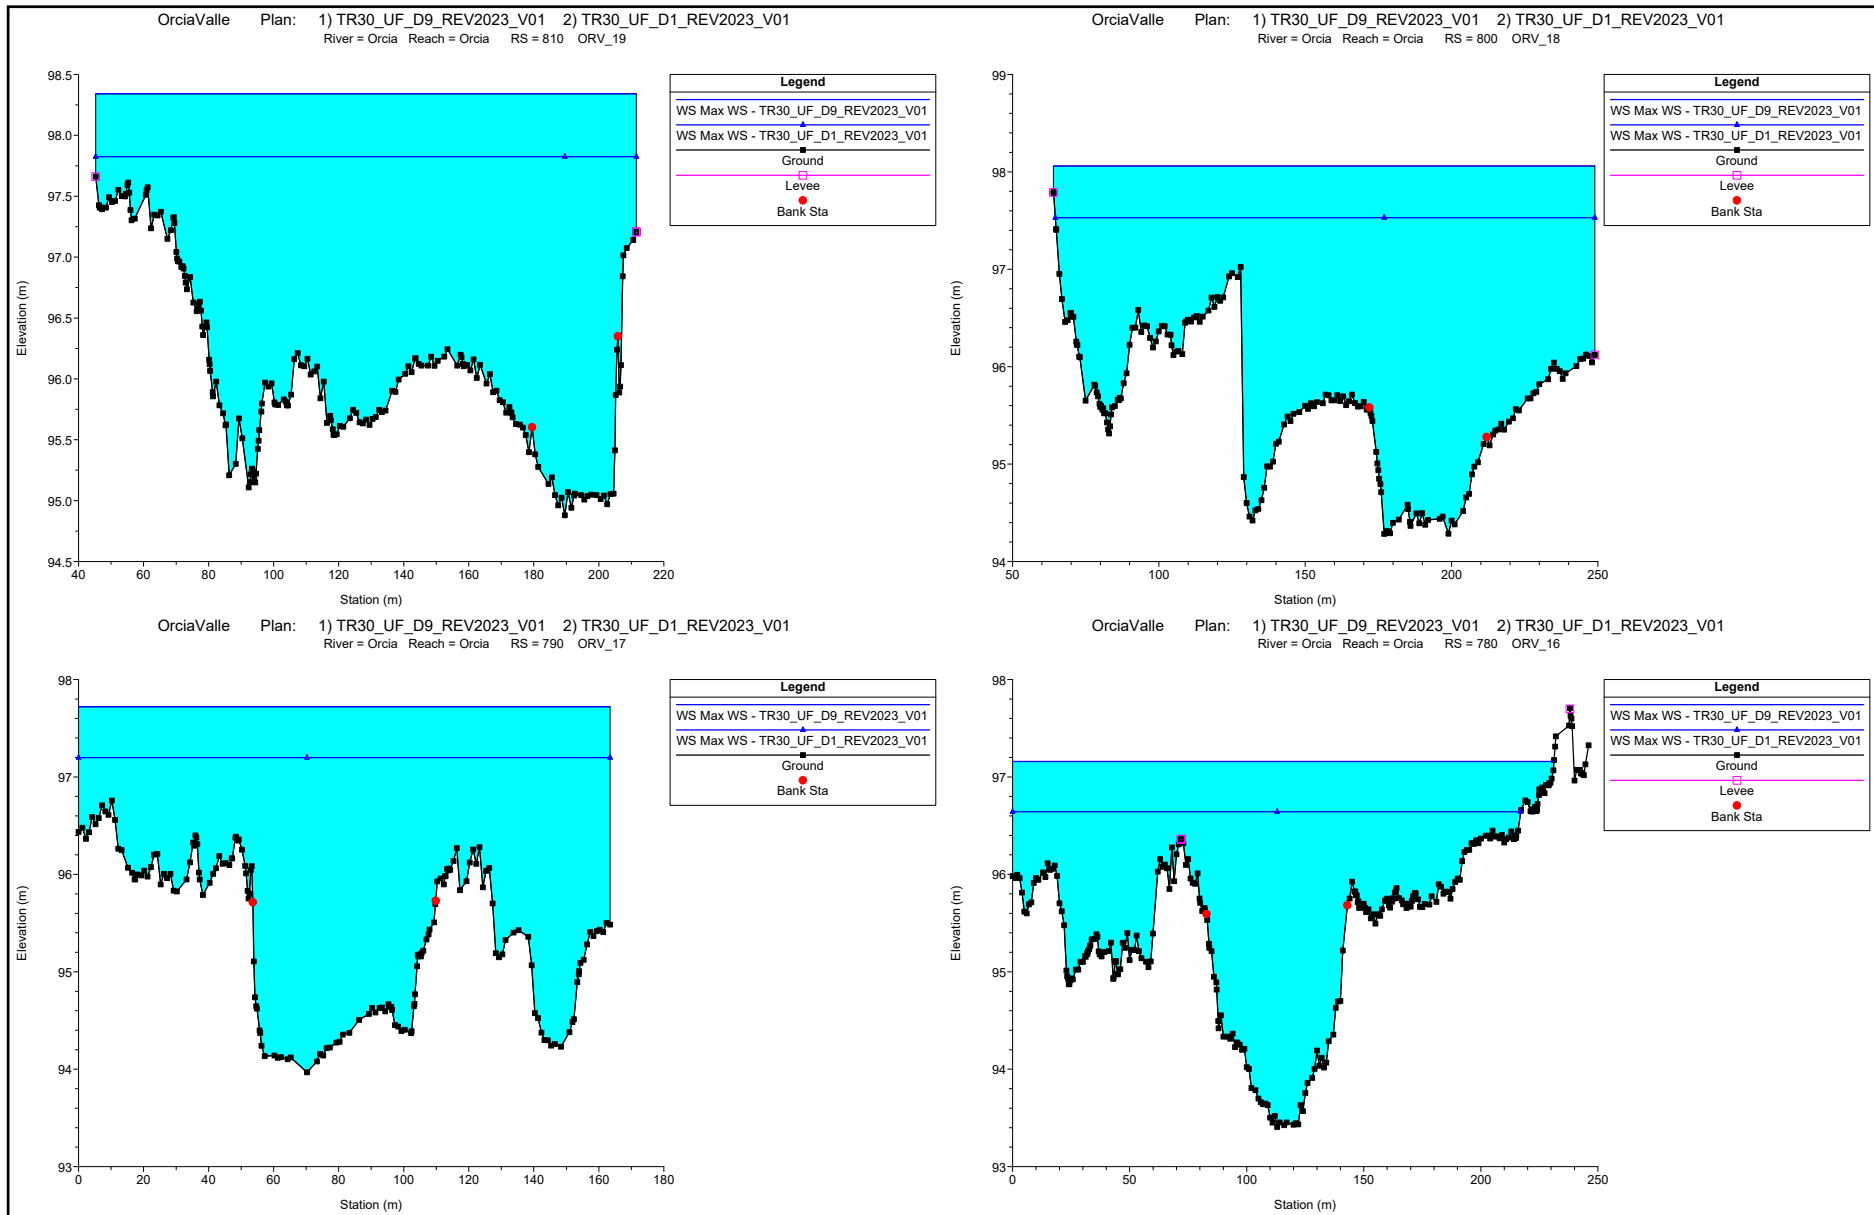 OrciaValle Plan: 1) TR30_UF_D9_REV2023_V01 2) TR30_UF_D1_REV2023_V01
River = Orcia Reach = Orcia RS = 810 ORV_19
98.5
98.0
97.5
97.0
96.5
96.0
95.5
95.0
94.5
Elevation (m)
40 60 80 100 120 140 160 180 200 220
Station (m)
Legend
WS Max WS - TR30_UF_D9_REV2023_V01
WS Max WS - TR30_UF_D1_REV2023_V01
Ground
Levee
Bank Sta
OrciaValle Plan: 1) TR30_UF_D9_REV2023_V01 2) TR30_UF_D1_REV2023_V01
River = Orcia Reach = Orcia RS = 800 ORV_18
99
98
97
96
95
94
Elevation (m)
50 100 150 200 250
Station (m)
Legend
WS Max WS - TR30_UF_D9_REV2023_V01
WS Max WS - TR30_UF_D1_REV2023_V01
Ground
Levee
Bank Sta
OrciaValle Plan: 1) TR30_UF_D9_REV2023_V01 2) TR30_UF_D1_REV2023_V01
River = Orcia Reach = Orcia RS = 790 ORV_17
98
97
96
95
94
93
Elevation (m)
0 20 40 60 80 100 120 140 160 180
Station (m)
Legend
WS Max WS - TR30_UF_D9_REV2023_V01
WS Max WS - TR30_UF_D1_REV2023_V01
Ground
Bank Sta
OrciaValle Plan: 1) TR30_UF_D9_REV2023_V01 2) TR30_UF_D1_REV2023_V01
River = Orcia Reach = Orcia RS = 780 ORV_16
98
97
96
95
94
93
Elevation (m)
0 50 100 150 200 250
Station (m)
Legend
WS Max WS - TR30_UF_D9_REV2023_V01
WS Max WS - TR30_UF_D1_REV2023_V01
Ground
Levee
Bank Sta